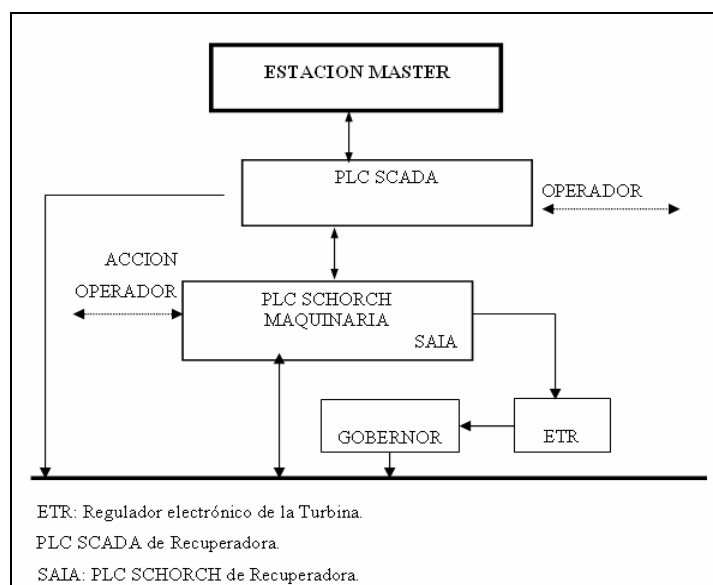 ESTACION MASTER
PLC SCADA
OPERADOR
ACCION
OPERADOR
PLC SCHORCH
MAQUINARIA
SAIA
GOBERNOR
ETR
ETR: Regulador electrónico de la Turbina.
PLC SCADA de Recuperadora.
SAIA: PLC SCHORCH de Recuperadora.